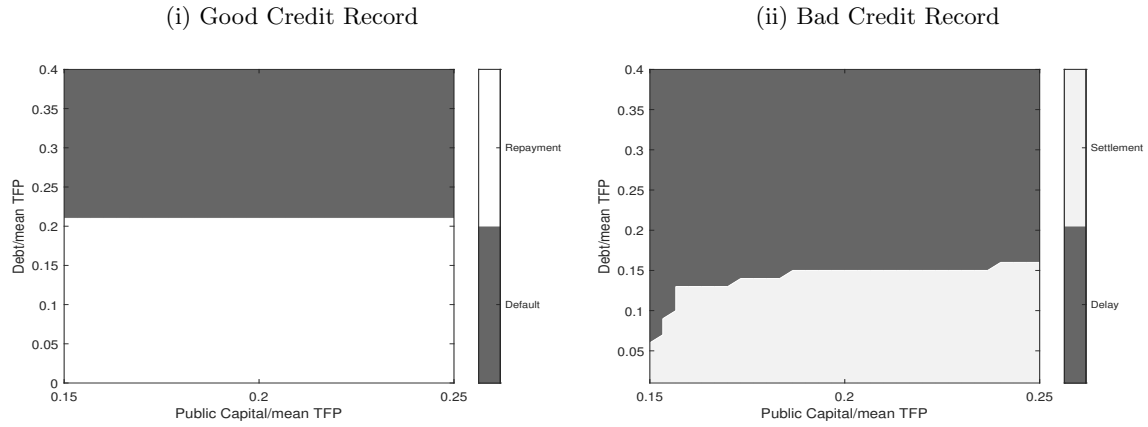 (i) Good Credit Record
0.4
0.35
0.3
0.25
0.2
0.15
0.1
0.05
0
Debt/mean TFP
0.15
0.2
0.25
Public Capital/mean TFP
Repayment
Default
(ii) Bad Credit Record
0.4
0.35
0.3
0.25
0.2
0.15
0.1
0.05
Debt/mean TFP
0.15
0.2
0.25
Public Capital/mean TFP
Settlement
Delay